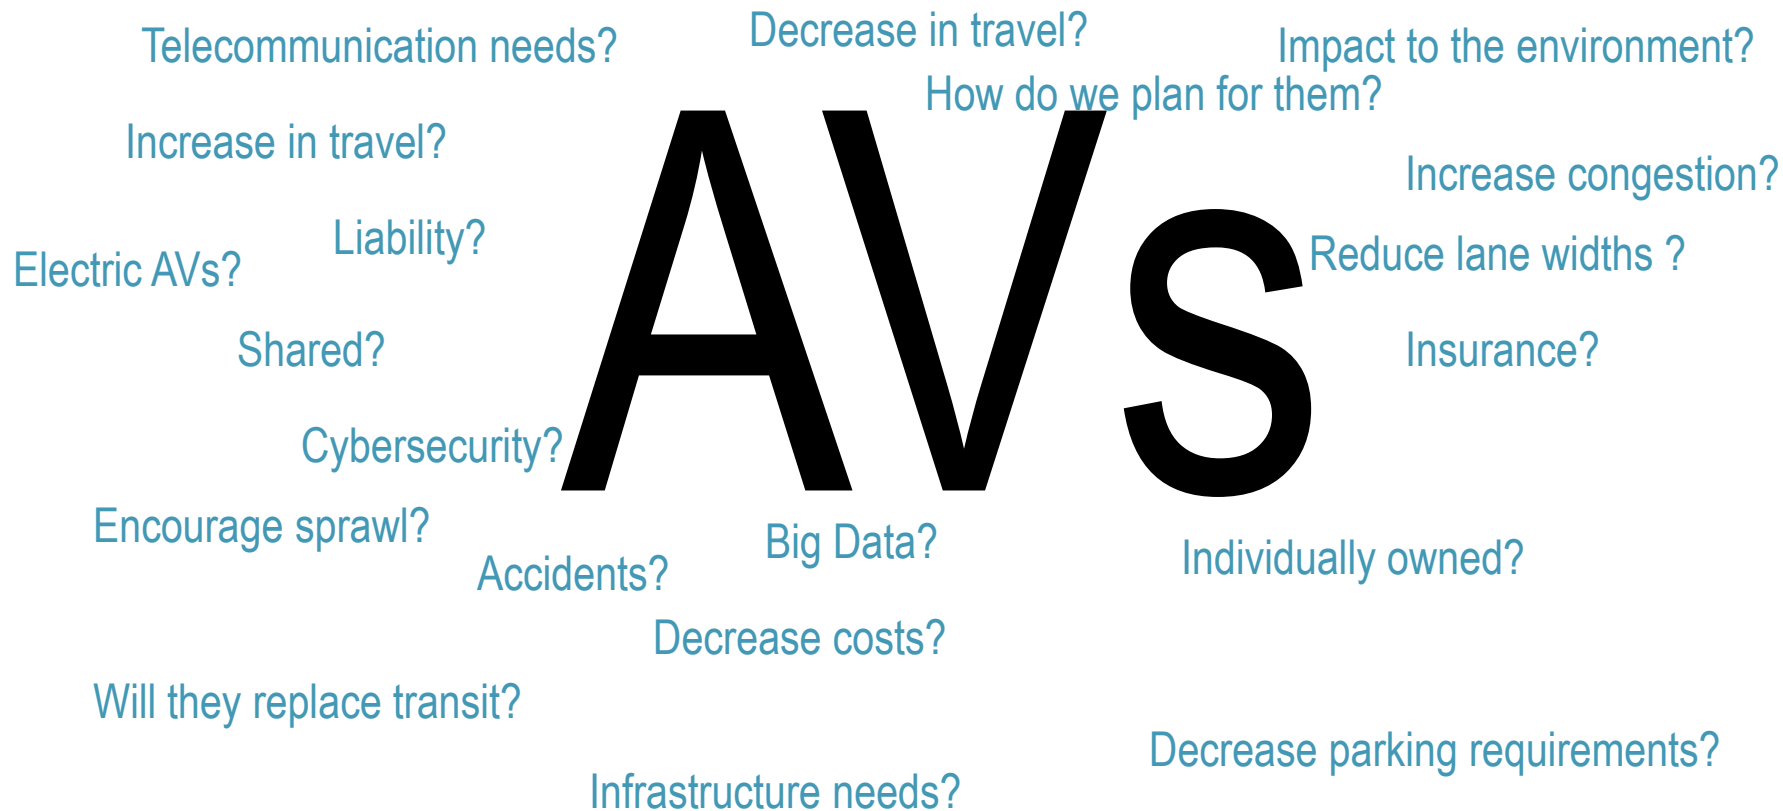 Decrease in travel?
Telecommunication needs?
Impact to the environment?
How do we plan for them?
Increase in travel?
Increase congestion?
AVs
Liability?
Reduce lane widths ?
Electric AVs?
Shared?
Insurance?
Cybersecurity?
Encourage sprawl?
Big Data?
Individually owned?
Accidents?
Decrease costs?
Will they replace transit?
Decrease parking requirements?
Infrastructure needs?